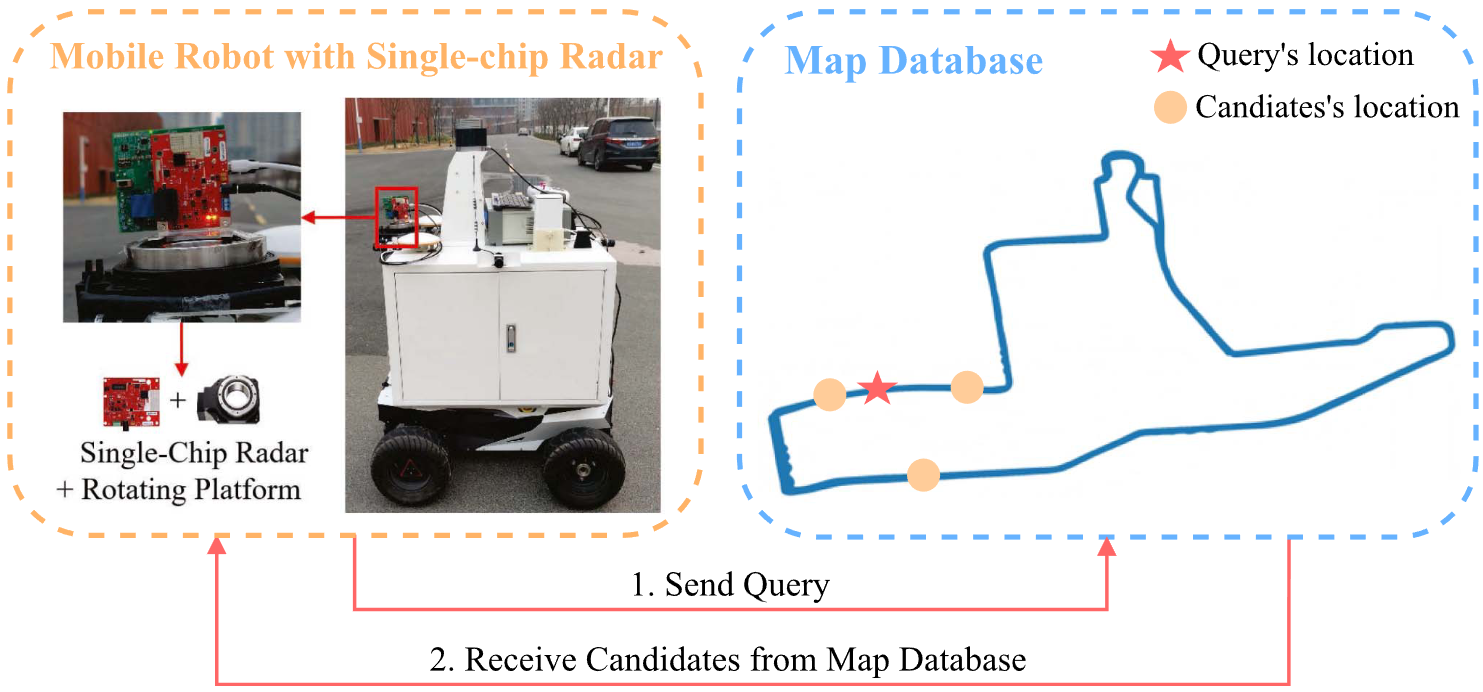 Mobile Robot with Single-chip Radar
+
Single-Chip Radar
+ Rotating Platform
Map Database
Query's location
Candiates's location
1. Send Query
2. Receive Candidates from Map Database